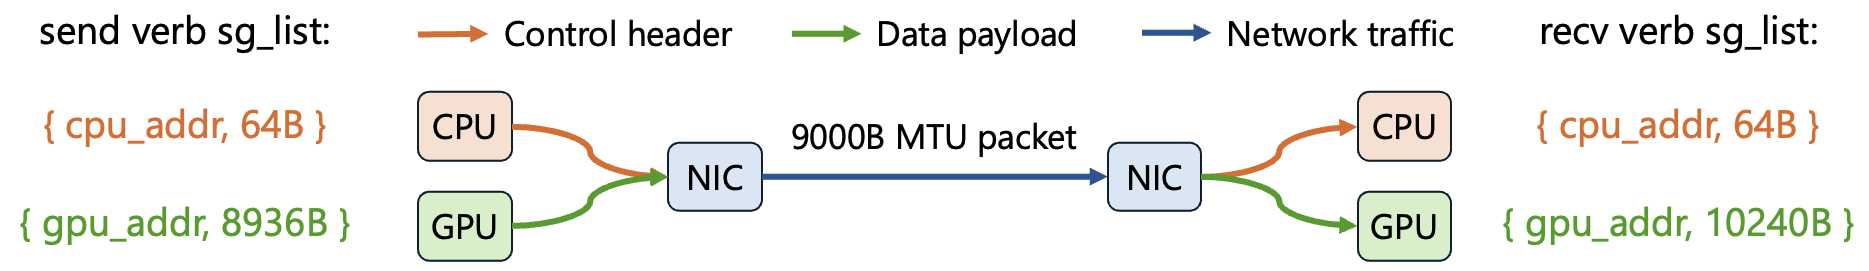 send verb sg_list:
Control header
Data payload
Network traffic
recv verb sg_list:
{ cpu_addr, 64B }
CPU
9000B MTU packet
CPU
{ cpu_addr, 64B }
NIC
NIC
{ gpu_addr, 8936B }
GPU
GPU
{ gpu_addr, 10240B }